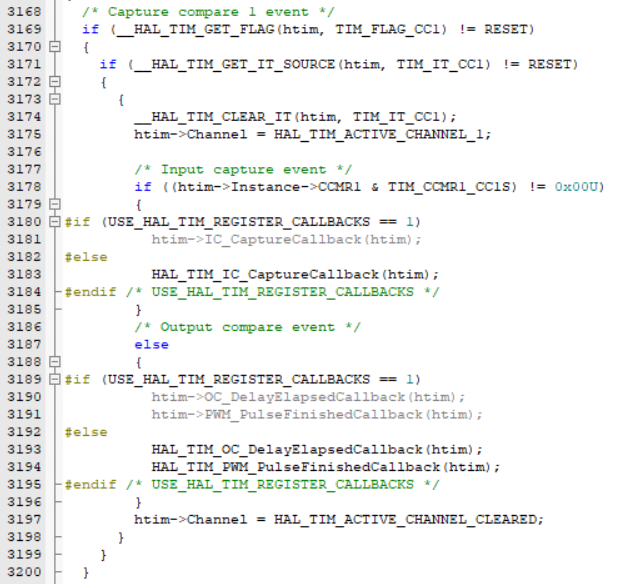 3168 /* Capture compare 1 event */
3169 if (__HAL_TIM_GET_FLAG(htim, TIM_FLAG_CC1) != RESET)
3170 {
3171 if (__HAL_TIM_GET_IT_SOURCE(htim, TIM_IT_CC1) != RESET)
3172 {
3173 {
3174 __HAL_TIM_CLEAR_IT(htim, TIM_IT_CC1);
3175 htim->Channel = HAL_TIM_ACTIVE_CHANNEL_1;
3176
3177 /* Input capture event */
3178 if ((htim->Instance->CCMR1 & TIM_CCMR1_CC1S) != 0x00U)
3179 {
3180 #if (USE_HAL_TIM_REGISTER_CALLBACKS == 1)
3181 htim->IC_CaptureCallback(htim);
3182 #else
3183 HAL_TIM_IC_CaptureCallback(htim);
3184 #endif /* USE_HAL_TIM_REGISTER_CALLBACKS */
3185 }
3186 /* Output compare event */
3187 else
3188 {
3189 #if (USE_HAL_TIM_REGISTER_CALLBACKS == 1)
3190 htim->OC_DelayElapsedCallback(htim);
3191 htim->PWM_PulseFinishedCallback(htim);
3192 #else
3193 HAL_TIM_OC_DelayElapsedCallback(htim);
3194 HAL_TIM_PWM_PulseFinishedCallback(htim);
3195 #endif /* USE_HAL_TIM_REGISTER_CALLBACKS */
3196 }
3197 htim->Channel = HAL_TIM_ACTIVE_CHANNEL_CLEARED;
3198 }
3199 }
3200 }